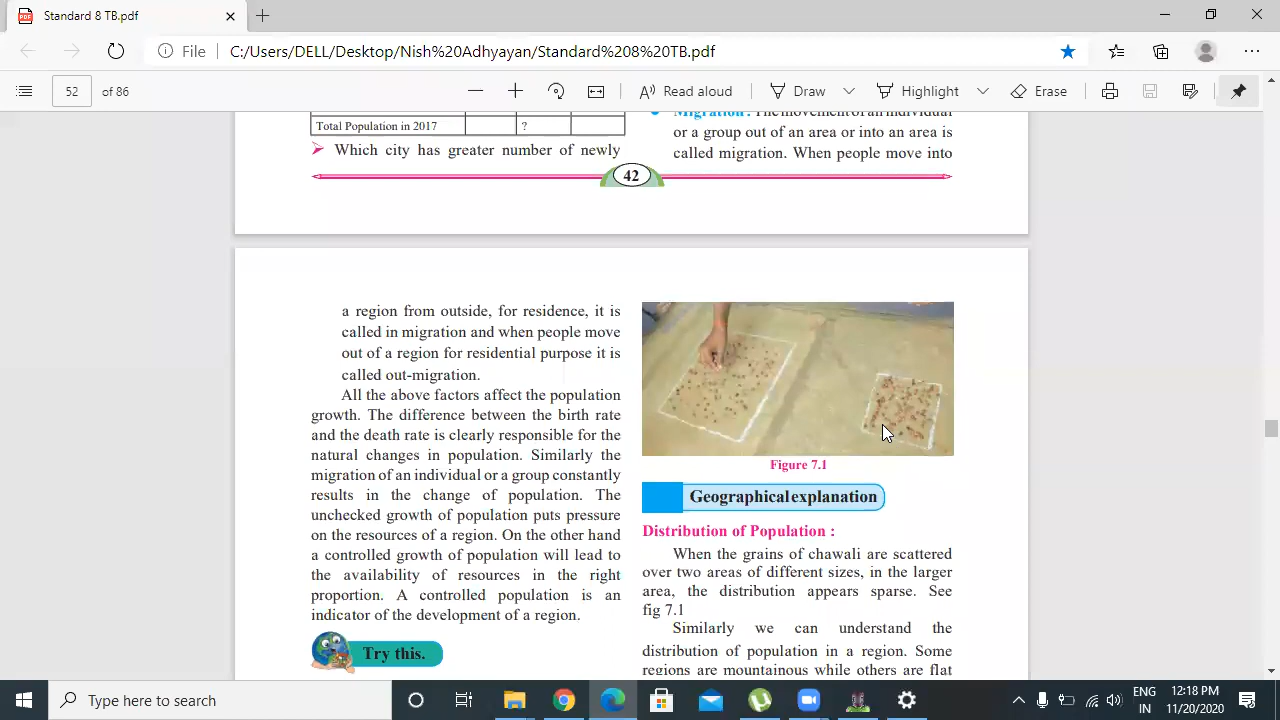 Standard 8 TB.pdf
File
C:/Users/DELL/Desktop/Nish%20Adhyayan/Standard%208%20TB.pdf
52 of 86
Read aloud
Draw
Highlight
Erase
Total Population in 2017 ?
Which city has greater number of newly
Migration : The movement of an individual
or a group out of an area or into an area is
called migration. When people move into
42
a region from outside, for residence, it is
called in migration and when people move
out of a region for residential purpose it is
called out-migration.
All the above factors affect the population
growth. The difference between the birth rate
and the death rate is clearly responsible for the
natural changes in population. Similarly the
migration of an individual or a group constantly
results in the change of population. The
unchecked growth of population puts pressure
on the resources of a region. On the other hand
a controlled growth of population will lead to
the availability of resources in the right
proportion. A controlled population is an
indicator of the development of a region.
Try this.
Figure 7.1
Geographical explanation
Distribution of Population :
When the grains of chawali are scattered
over two areas of different sizes, in the larger
area, the distribution appears sparse. See
fig 7.1
Similarly we can understand the
distribution of population in a region. Some
regions are mountainous while others are flat
Type here to search
ENG
IN
12:18 PM
11/20/2020